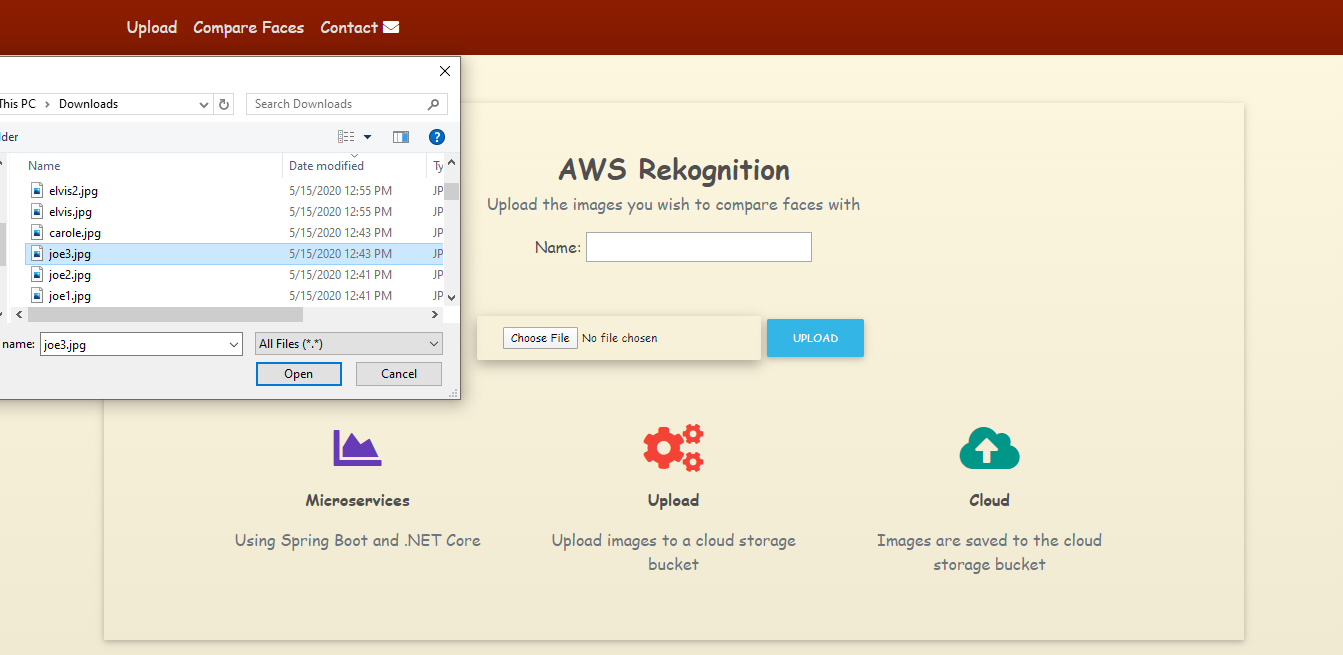 Upload Compare Faces Contact
This PC > Downloads
Search Downloads
lder
Name Date modified Ty
elvis2.jpg 5/15/2020 12:55 PM JP
elvis.jpg 5/15/2020 12:55 PM JP
carole.jpg 5/15/2020 12:43 PM JP
joe3.jpg 5/15/2020 12:43 PM JP
joe2.jpg 5/15/2020 12:41 PM JP
joe1.jpg 5/15/2020 12:41 PM JP
name: joe3.jpg All Files (*.*)
Open Cancel
AWS Rekognition
Upload the images you wish to compare faces with
Name:
Choose File No file chosen UPLOAD
Microservices
Using Spring Boot and .NET Core
Upload
Upload images to a cloud storage
bucket
Cloud
Images are saved to the cloud
storage bucket